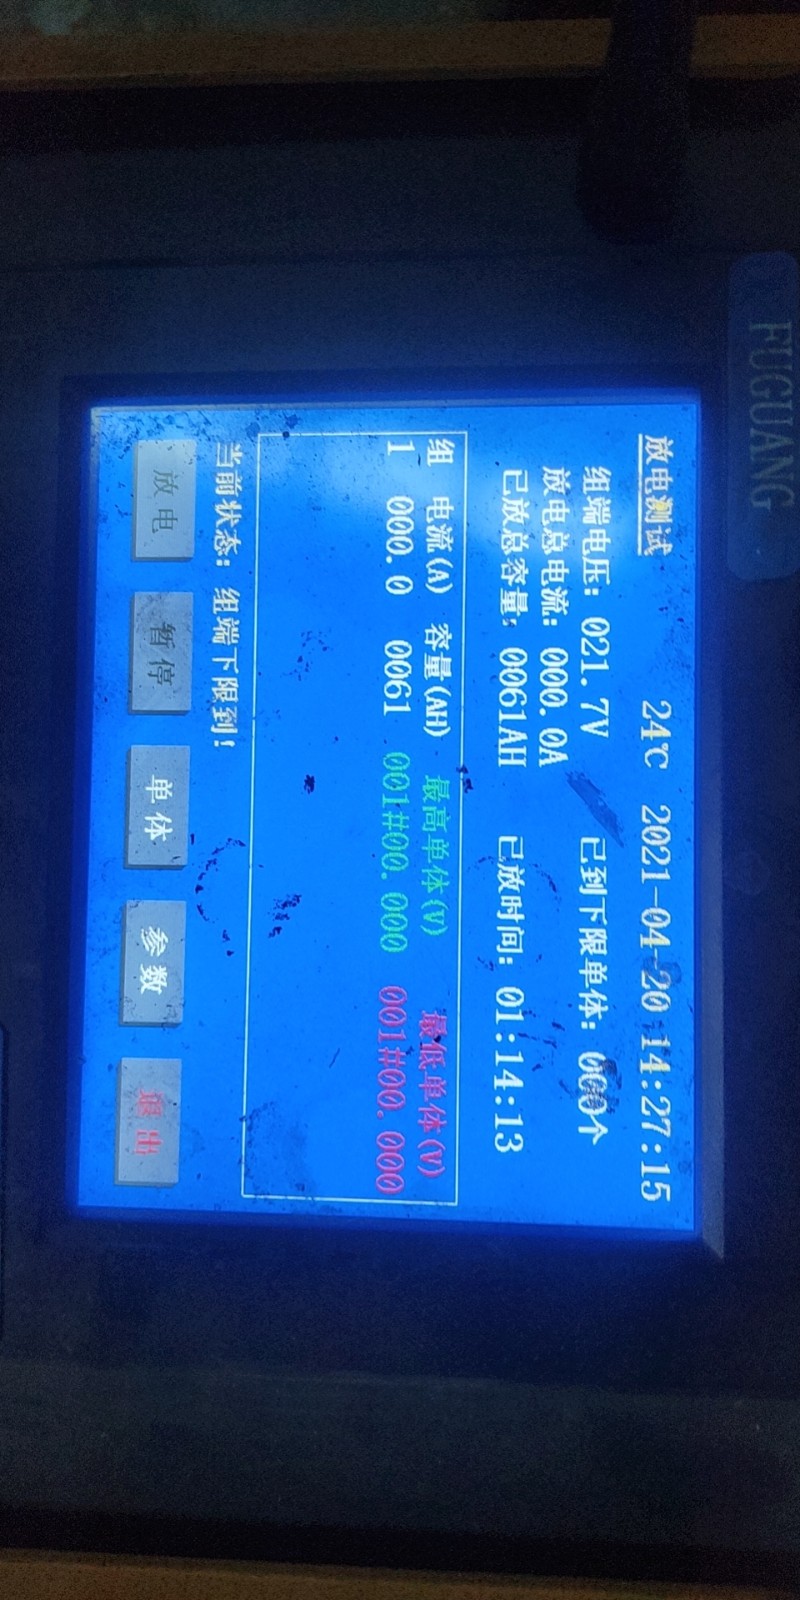 FUGUANG
放电测试 24℃ 2021-04-20 14:27:15
组端电压: 021.7V 已到下限单体: 000个
放电总电流: 000.0A
已放总容量: 0061AH 已放时间: 01:14:13
组 电流(A) 容量(AH) 最高单体(V) 最低单体(V)
1 000.0 0061 001#00.000 001#00.000
当前状态: 组端下限到!
放电 暂停 单体 参数 退出